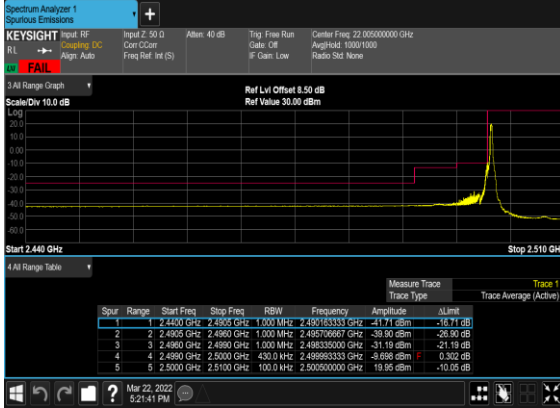 Spectrum Analyzer 1
Spurious Emissions
KEYSIGHT Input: RF Input Z: 50 Ω Atten: 40 dB Trig: Free Run Center Freq: 22.005000000 GHz
RL Coupling: DC Corr CCorr Gate: Off Avg|Hold: 1000/1000
Align: Auto Freq Ref: Int (S) IF Gain: Low Radio Std: None
LXI FAIL
3.All Range Graph
Ref Lvl Offset 8.50 dB
Scale/Div 10.0 dB Ref Value 30.00 dBm
Log
20.0
10.0
0.00
-10.0
-20.0
-30.0
-40.0
-50.0
-60.0
Start 2.440 GHz Stop 2.510 GH
4.All Range Table
Measure Trace Trace 1
Trace Type Trace Average (Active)
Spur Range Start Freq Stop Freq RBW Frequency Amplitude ΔLimit
1 1 2.4400 GHz 2.4905 GHz 1.000 MHz 2.490163333 GHz -41.71 dBm -16.71 dB
2 2 2.4905 GHz 2.4960 GHz 1.000 MHz 2.495706667 GHz -39.90 dBm -26.90 dB
3 3 2.4960 GHz 2.4990 GHz 1.000 MHz 2.498335000 GHz -31.19 dBm -21.19 dB
4 4 2.4990 GHz 2.5000 GHz 430.0 kHz 2.499993333 GHz -9.698 dBm F 0.302 dB
5 5 2.5000 GHz 2.5100 GHz 100.0 kHz 2.500500000 GHz 19.95 dBm -10.05 dB
Mar 22, 2022
5:21:41 PM